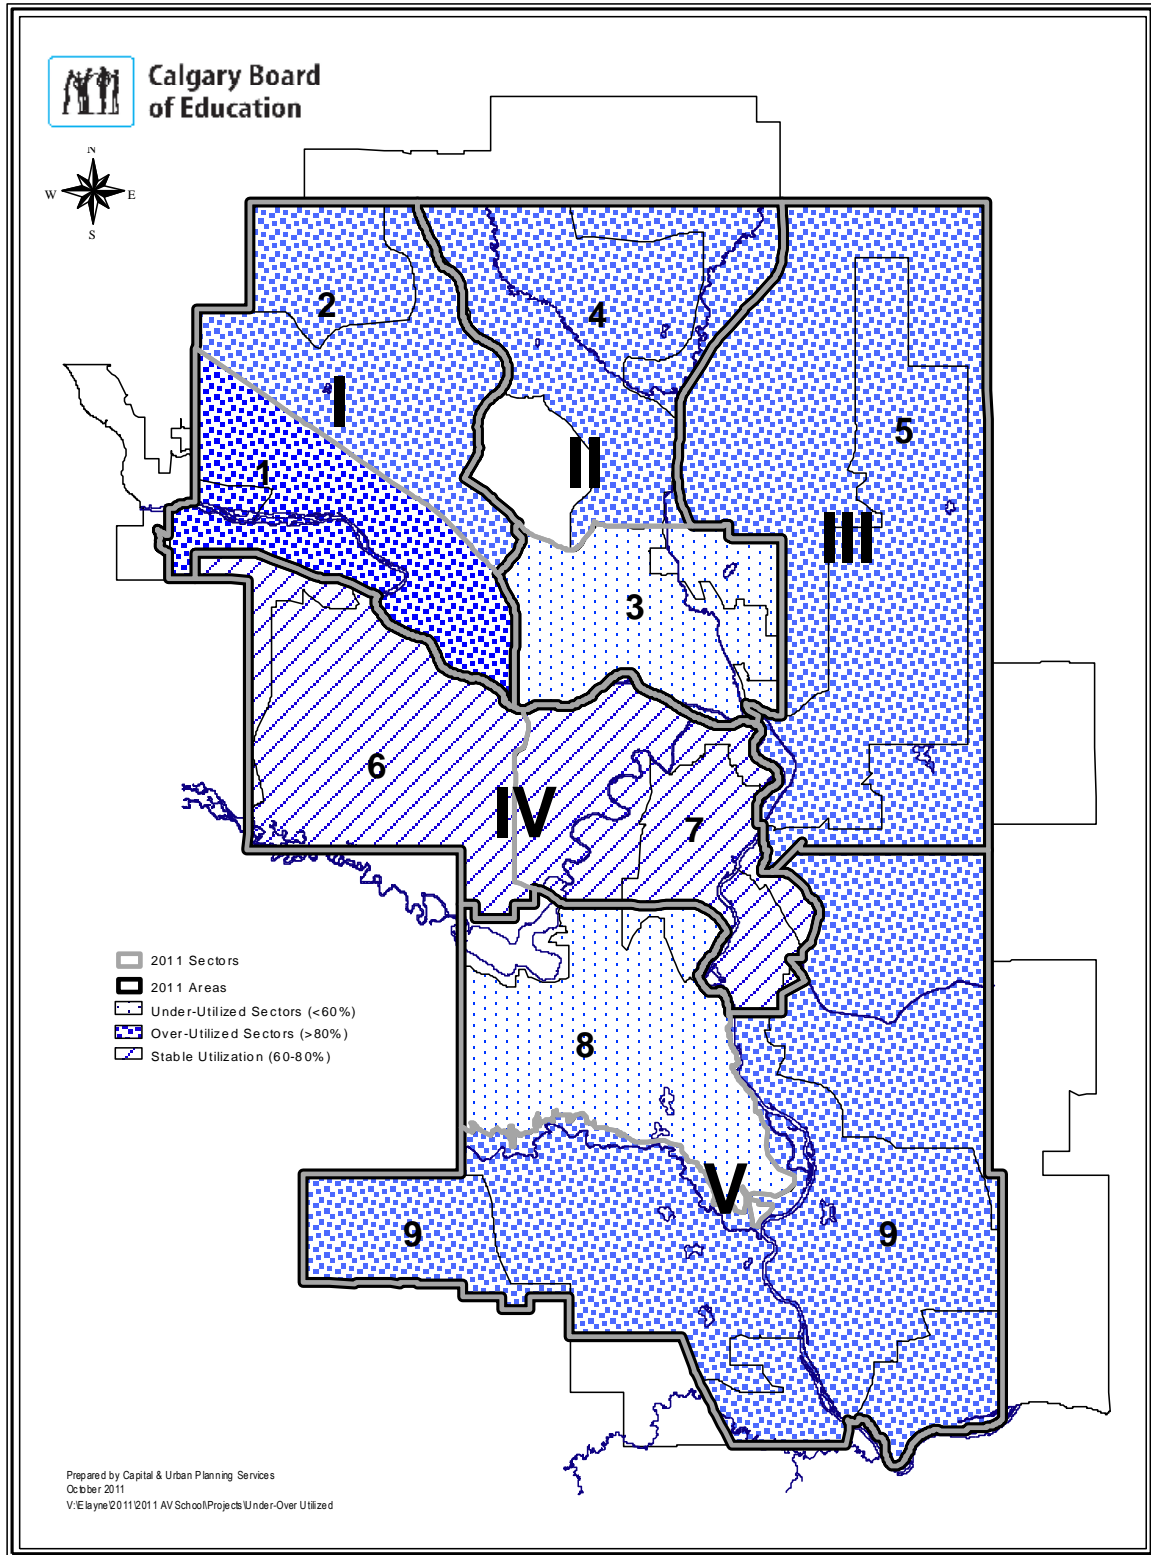 Calgary Board
of Education
N
W E
S
2
4
I
5
II
1
III
3
6
IV
7
2011 Sectors
2011 Areas
Under-Utilized Sectors (<60%)
Over-Utilized Sectors (>80%)
Stable Utilization (60-80%)
8
V
9 9
Prepared by Capital & Urban Planning Services
October 2011
V:\Elayne\2011\2011 AV School\Projects\Under-Over Utilized